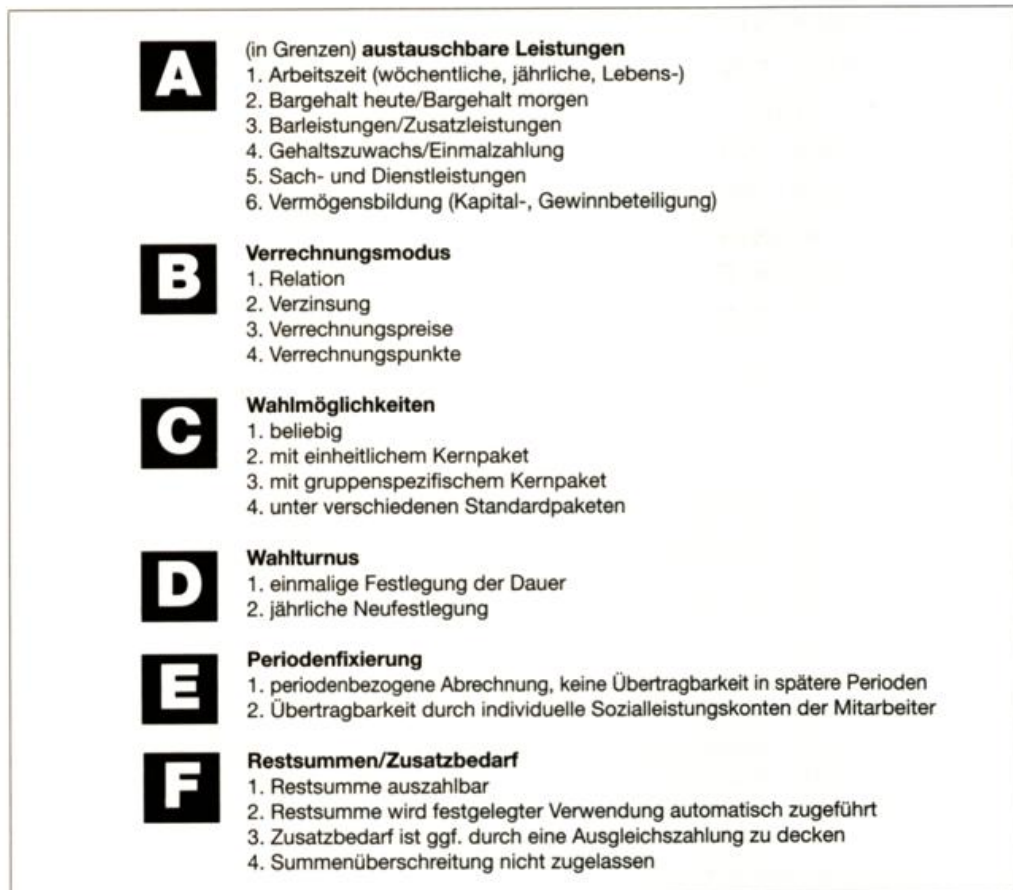 A
(in Grenzen) austauschbare Leistungen
1. Arbeitszeit (wöchentliche, jährliche, Lebens-)
2. Bargehalt heute/Bargehalt morgen
3. Barleistungen/Zusatzleistungen
4. Gehaltszuwachs/Einmalzahlung
5. Sach- und Dienstleistungen
6. Vermögensbildung (Kapital-, Gewinnbeteiligung)
B
Verrechnungsmodus
1. Relation
2. Verzinsung
3. Verrechnungspreise
4. Verrechnungspunkte
C
Wahlmöglichkeiten
1. beliebig
2. mit einheitlichem Kernpaket
3. mit gruppenspezifischem Kernpaket
4. unter verschiedenen Standardpaketen
D
Wahlturnus
1. einmalige Festlegung der Dauer
2. jährliche Neufestlegung
E
Periodenfixierung
1. periodenbezogene Abrechnung, keine Übertragbarkeit in spätere Perioden
2. Übertragbarkeit durch individuelle Sozialleistungskonten der Mitarbeiter
F
Restsummen/Zusatzbedarf
1. Restsumme auszahlbar
2. Restsumme wird festgelegter Verwendung automatisch zugeführt
3. Zusatzbedarf ist ggf. durch eine Ausgleichszahlung zu decken
4. Summenüberschreitung nicht zugelassen